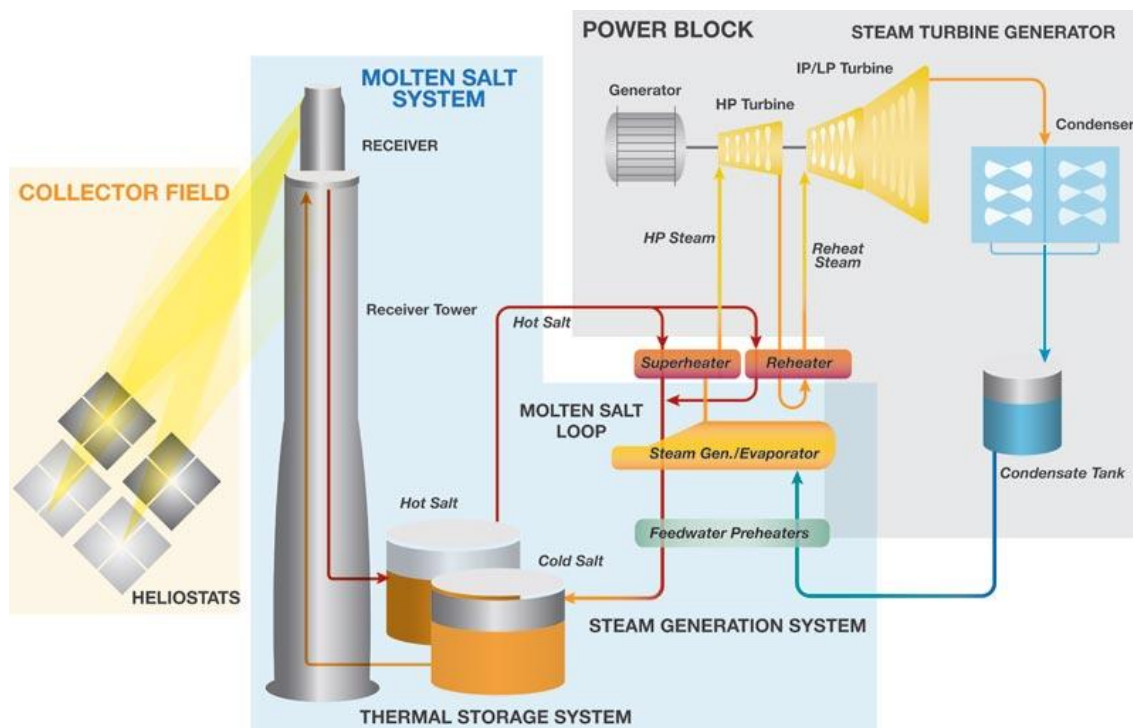 POWER BLOCK
STEAM TURBINE GENERATOR
IP/LP Turbine
MOLTEN SALT
SYSTEM
Generator
HP Turbine
Condenser
RECEIVER
COLLECTOR FIELD
HP Steam
Reheat
Steam
Receiver Tower
Hot Salt
Superheater
Reheater
MOLTEN SALT
LOOP
Steam Gen./Evaporator
Condensate Tank
Hot Salt
Feedwater Preheaters
Cold Salt
HELIOSTATS
STEAM GENERATION SYSTEM
THERMAL STORAGE SYSTEM